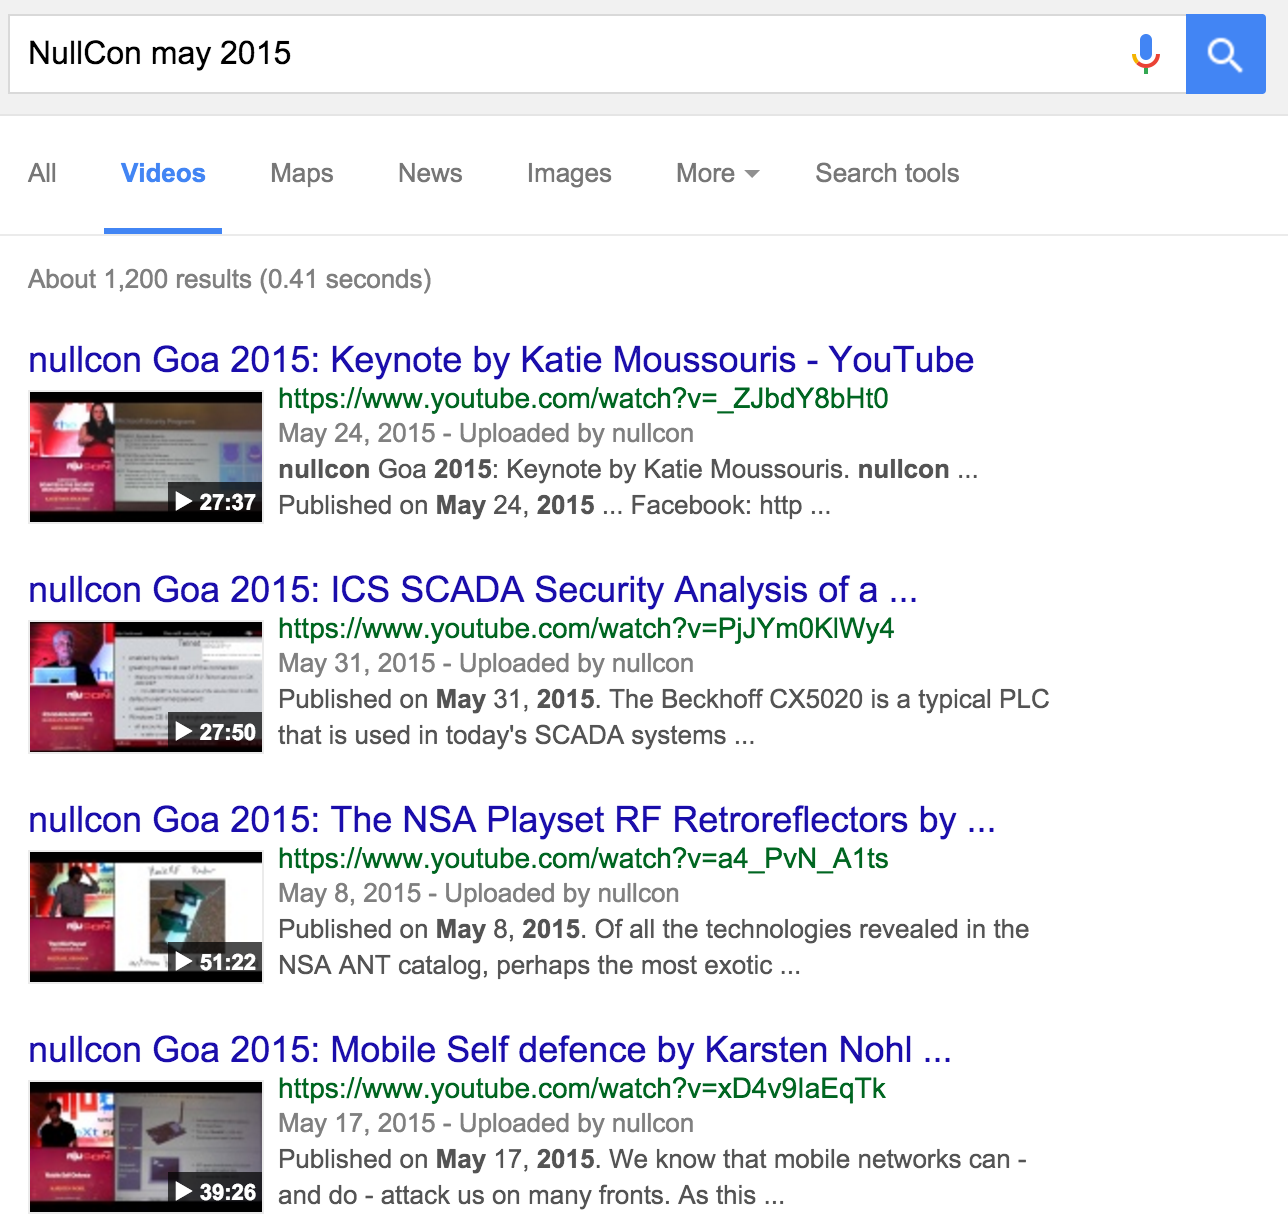 NullCon may 2015
All Videos Maps News Images More Search tools
About 1,200 results (0.41 seconds)
nullcon Goa 2015: Keynote by Katie Moussouris - YouTube
https://www.youtube.com/watch?v=_ZJbdY8bHt0
May 24, 2015 - Uploaded by nullcon
nullcon Goa 2015: Keynote by Katie Moussouris. nullcon ...
Published on May 24, 2015 ... Facebook: http ...
27:37
nullcon Goa 2015: ICS SCADA Security Analysis of a ...
https://www.youtube.com/watch?v=PjJYm0KlWy4
May 31, 2015 - Uploaded by nullcon
Published on May 31, 2015. The Beckhoff CX5020 is a typical PLC
that is used in today's SCADA systems ...
27:50
nullcon Goa 2015: The NSA Playset RF Retroreflectors by ...
https://www.youtube.com/watch?v=a4_PvN_A1ts
May 8, 2015 - Uploaded by nullcon
Published on May 8, 2015. Of all the technologies revealed in the
NSA ANT catalog, perhaps the most exotic ...
51:22
nullcon Goa 2015: Mobile Self defence by Karsten Nohl ...
https://www.youtube.com/watch?v=xD4v9IaEqTk
May 17, 2015 - Uploaded by nullcon
Published on May 17, 2015. We know that mobile networks can -
and do - attack us on many fronts. As this ...
39:26